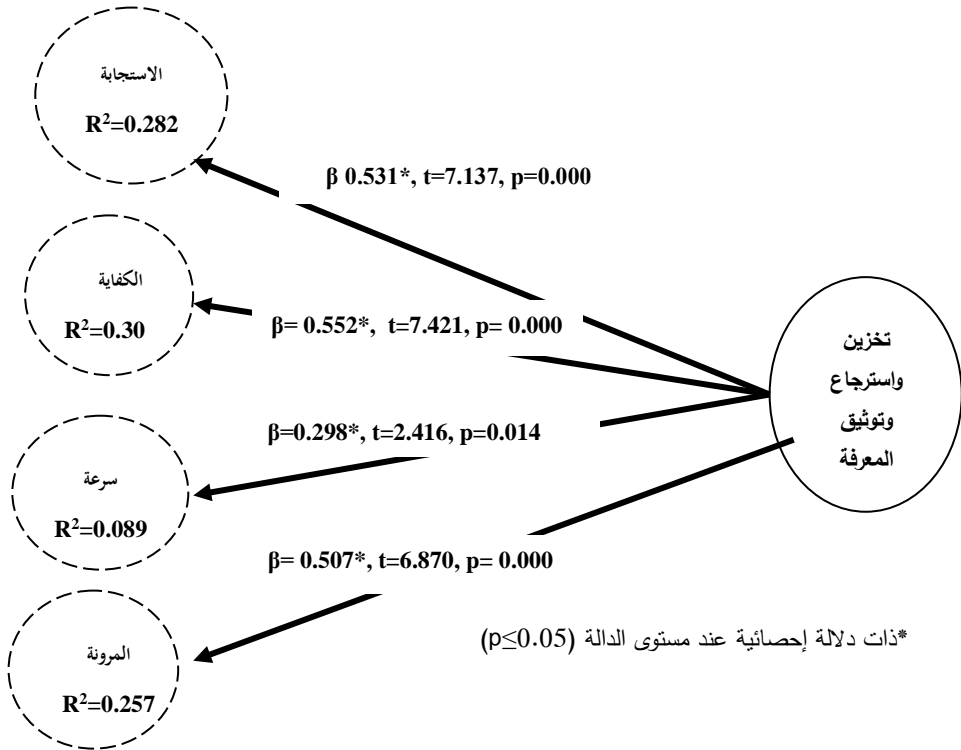 الاستجابة
R²=0.282
β 0.531*, t=7.137, p=0.000
الكفاية
R²=0.30
β= 0.552*, t=7.421, p= 0.000
تخزين
واسترجاع
وتوثيق
المعرفة
سرعة
R²=0.089
β=0.298*, t=2.416, p=0.014
المرونة
R²=0.257
β= 0.507*, t=6.870, p= 0.000
*ذات دلالة إحصائية عند مستوى الدالة (p≤0.05)